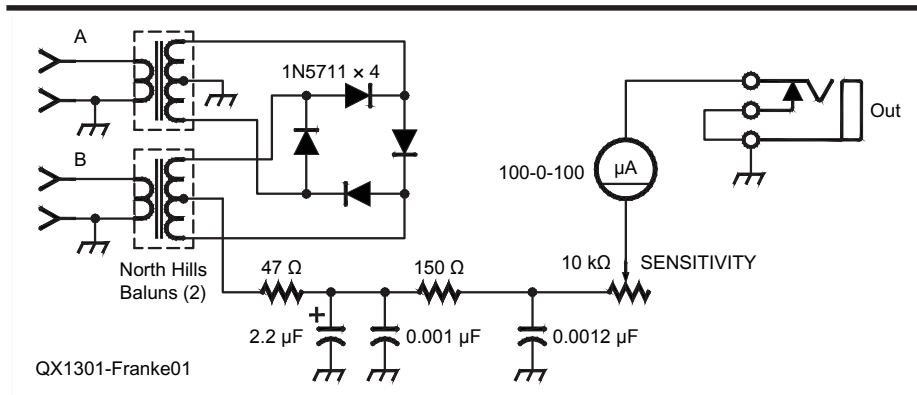 A
1N5711 × 4
Out
B
100-0-100
µA
North Hills
Baluns (2)
47 Ω
150 Ω
10 kΩ
SENSITIVITY
+
2.2 µF
0.001 µF
0.0012 µF
QX1301-Franke01